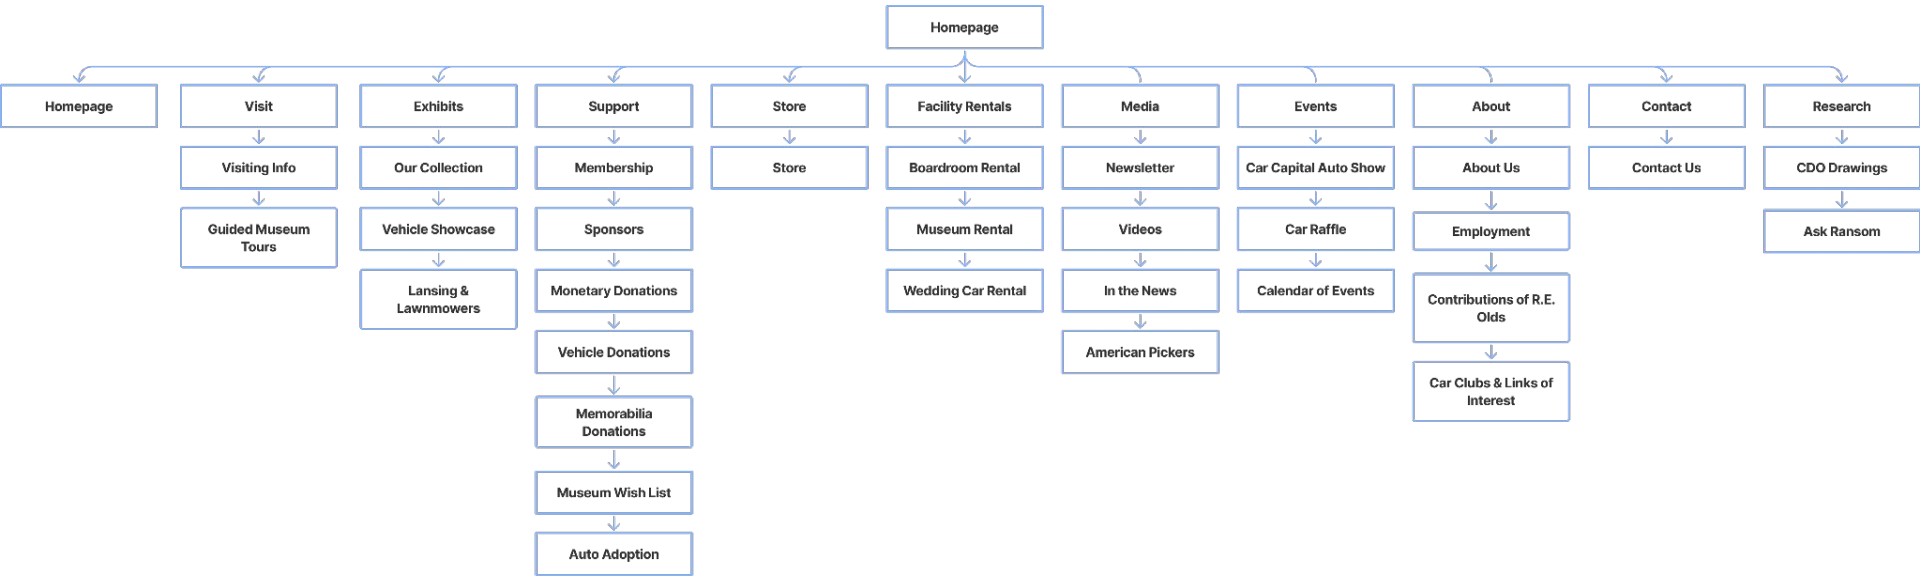 Homepage
Homepage
Visit
Exhibits
Support
Store
Facility Rentals
Media
Events
About
Contact
Research
Visiting Info
Our Collection
Membership
Store
Boardroom Rental
Newsletter
Car Capital Auto Show
About Us
Contact Us
CDO Drawings
Guided Museum
Tours
Vehicle Showcase
Sponsors
Museum Rental
Videos
Car Raffle
Employment
Ask Ransom
Lansing &
Lawnmowers
Monetary Donations
Wedding Car Rental
In the News
Calendar of Events
Contributions of R.E.
Olds
Vehicle Donations
American Pickers
Car Clubs & Links of
Interest
Memorabilia
Donations
Museum Wish List
Auto Adoption